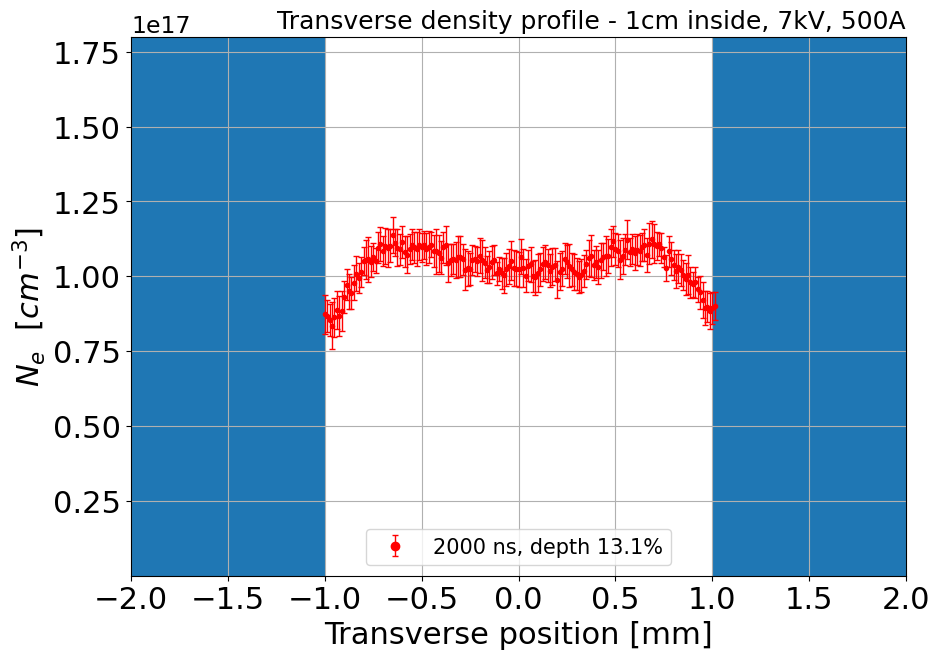 1e17
Transverse density profile - 1cm inside, 7kV, 500A
1.75
1.50
1.25
1.00
0.75
0.50
0.25
N_e [cm^{-3}]
2000 ns, depth 13.1%
−2.0 −1.5 −1.0 −0.5 0.0 0.5 1.0 1.5 2.0
Transverse position [mm]